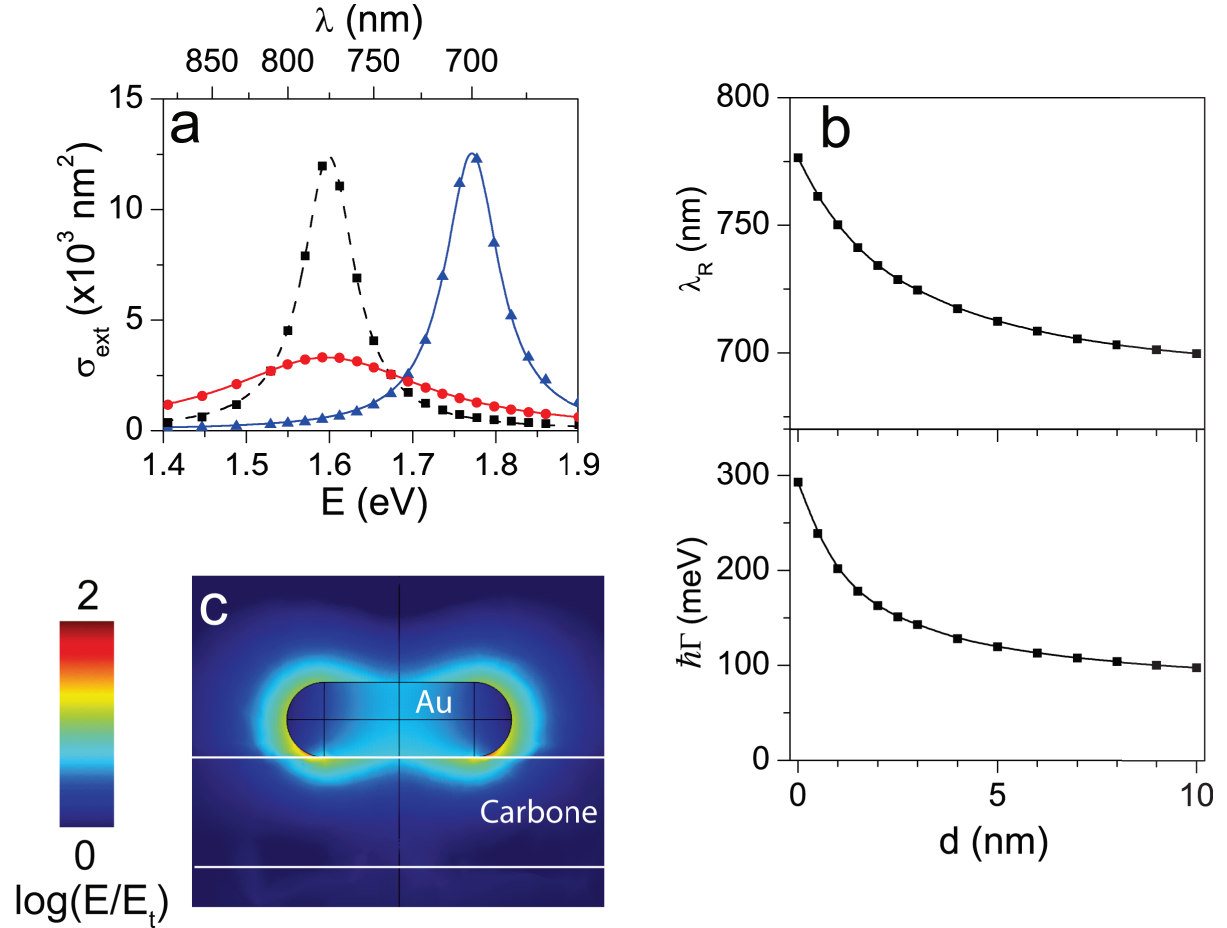 λ (nm)
850 800 750 700
a
15
10
5
0
σext (x10³ nm²)
1.4 1.5 1.6 1.7 1.8 1.9
E (eV)
b
800
750
700
λR (nm)
300
200
100
0
ħΓ (meV)
0 5 10
d (nm)
2
0
log(E/Et)
c
Au
Carbone